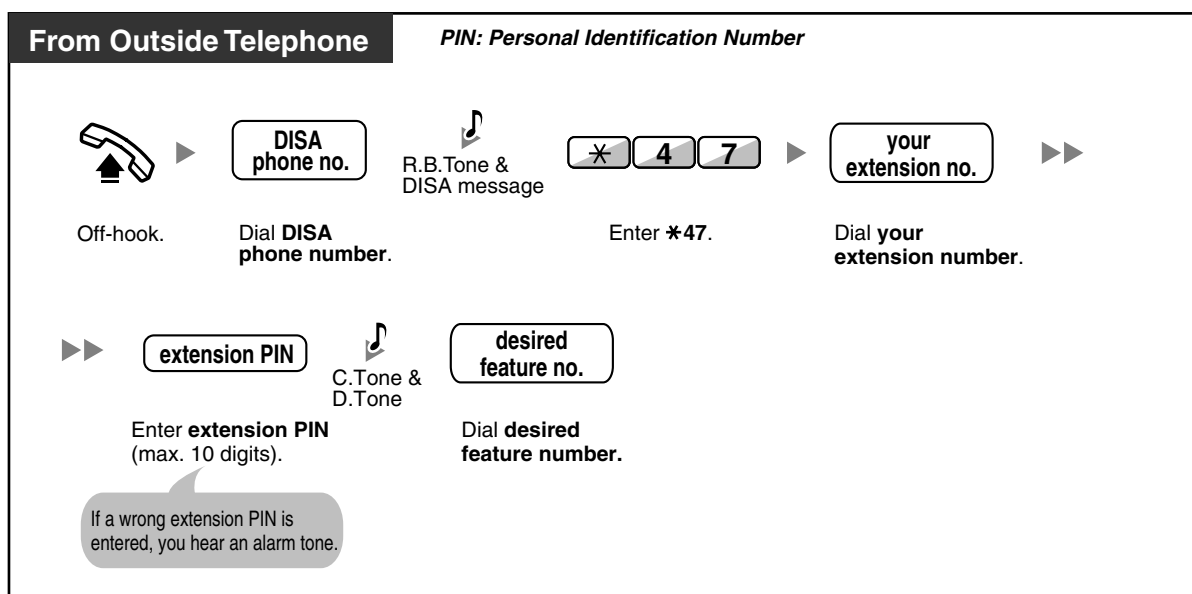 From Outside Telephone
PIN: Personal Identification Number
DISA
phone no.
R.B.Tone &
DISA message
* 4 7
your
extension no.
Off-hook.
Dial DISA
phone number.
Enter *47.
Dial your
extension number.
extension PIN
C.Tone &
D.Tone
desired
feature no.
Enter extension PIN
(max. 10 digits).
Dial desired
feature number.
If a wrong extension PIN is
entered, you hear an alarm tone.